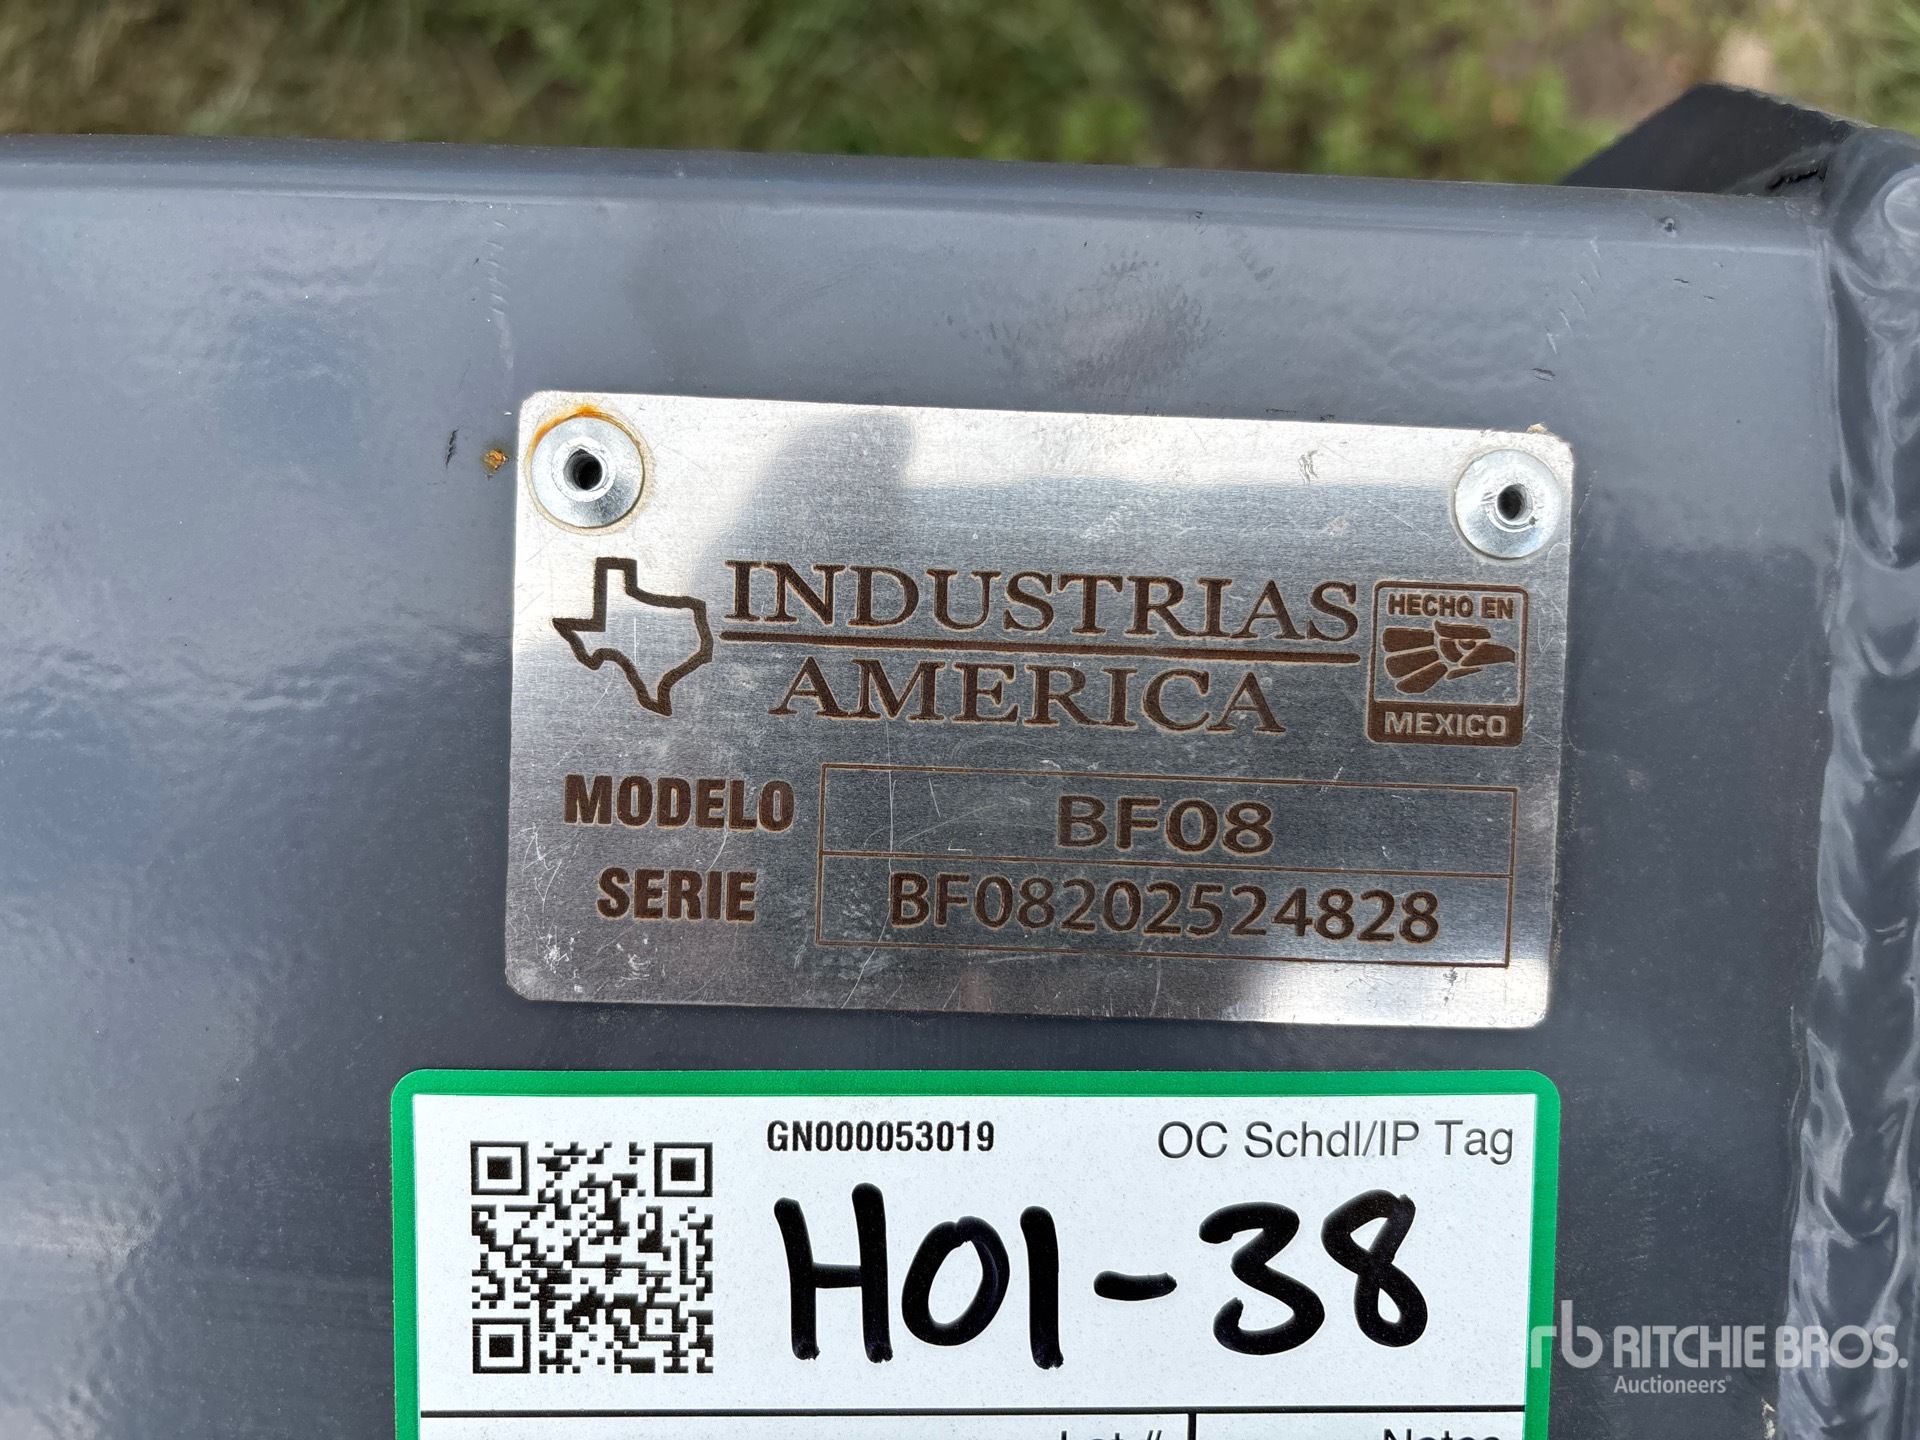 INDUSTRIAS
AMERICA
HECHO EN
MEXICO
MODELO BF08
SERIE BF08202524828
GN000053019 OC Schdl/IP Tag
H01-38
rb RITCHIE BROS.
Auctioneers